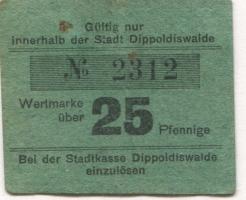 Gültig nur
innerhalb der Stadt Dippoldiswalde
№ 2312
Wertmarke
über 25 Pfennige
Bei der Stadtkasse Dippoldiswalde
einzulösen